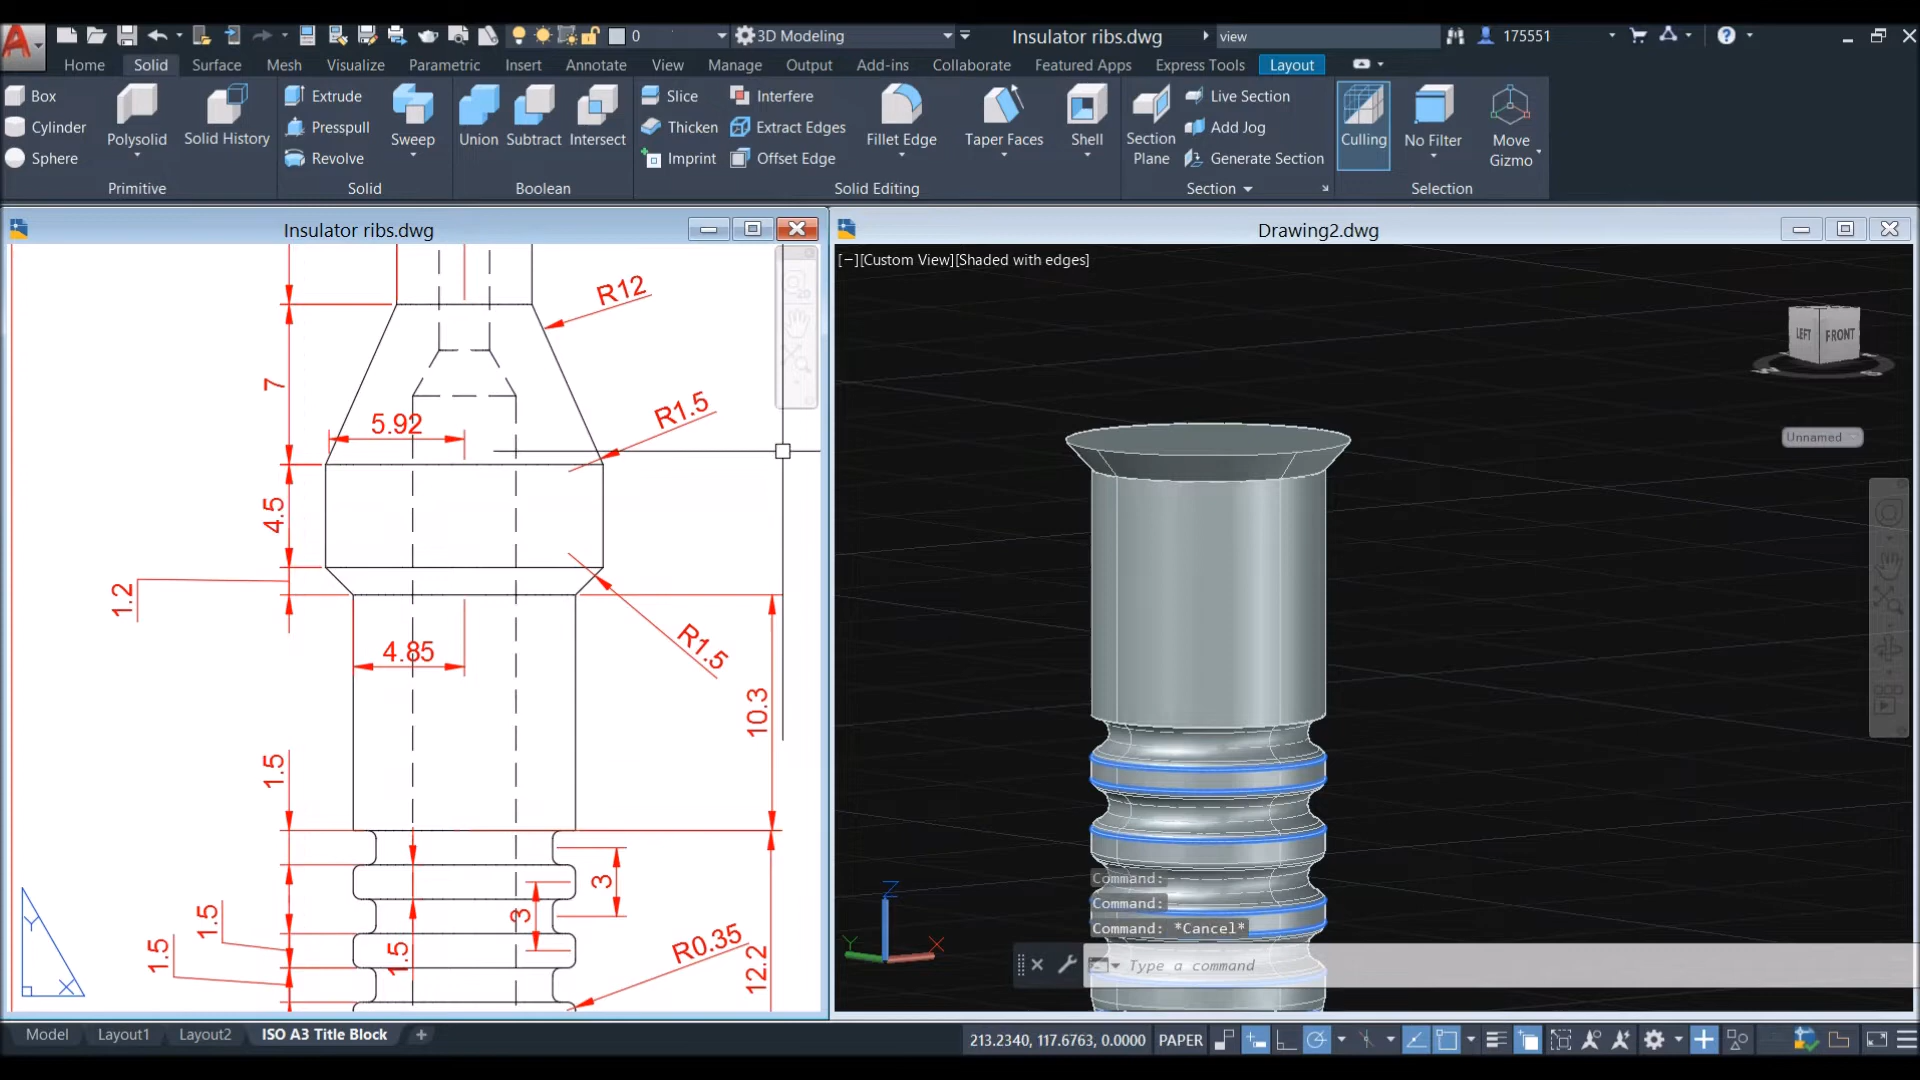 0
3D Modeling
Insulator ribs.dwg
view
175551
Home Solid Surface Mesh Visualize Parametric Insert Annotate View Manage Output Add-ins Collaborate Featured Apps Express Tools Layout
Box
Cylinder
Sphere
Polysolid
Solid History
Primitive
Extrude
Presspull
Revolve
Sweep
Solid
Union
Subtract
Intersect
Boolean
Slice
Thicken
Imprint
Interfere
Extract Edges
Offset Edge
Fillet Edge
Taper Faces
Shell
Solid Editing
Section
Plane
Live Section
Add Jog
Generate Section
Section
Culling
No Filter
Move
Gizmo
Selection
Insulator ribs.dwg
R12
7
5.92
R1.5
4.5
1.2
4.85
R1.5
10.3
1.5
3
3
1.5
1.5
1.5
R0.35
12.2
Y
X
Drawing2.dwg
[−][Custom View][Shaded with edges]
LEFT
FRONT
Unnamed
Z
Y
X
Command:
Command:
Command: *Cancel*
Type a command
Model
Layout1
Layout2
ISO A3 Title Block
213.2340, 117.6763, 0.0000
PAPER